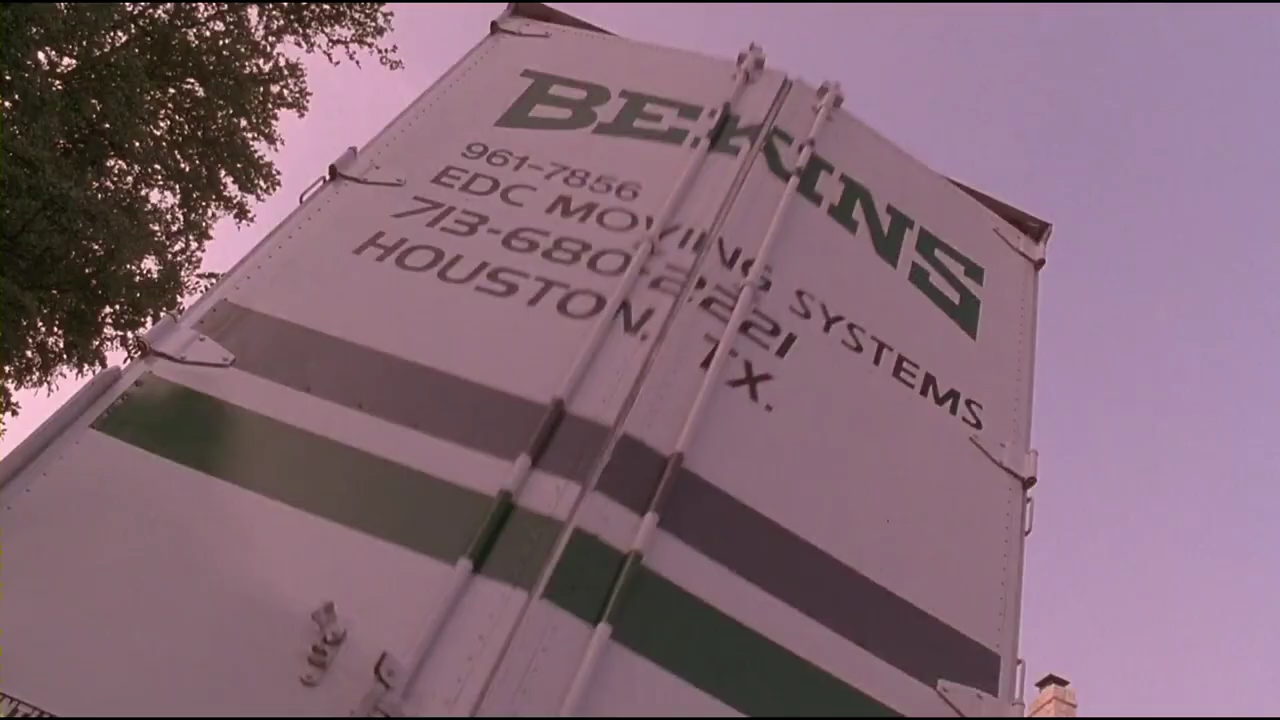 BEKINS
961-7856
EDC MOVING SYSTEMS
713-680-2221
HOUSTON, TX.